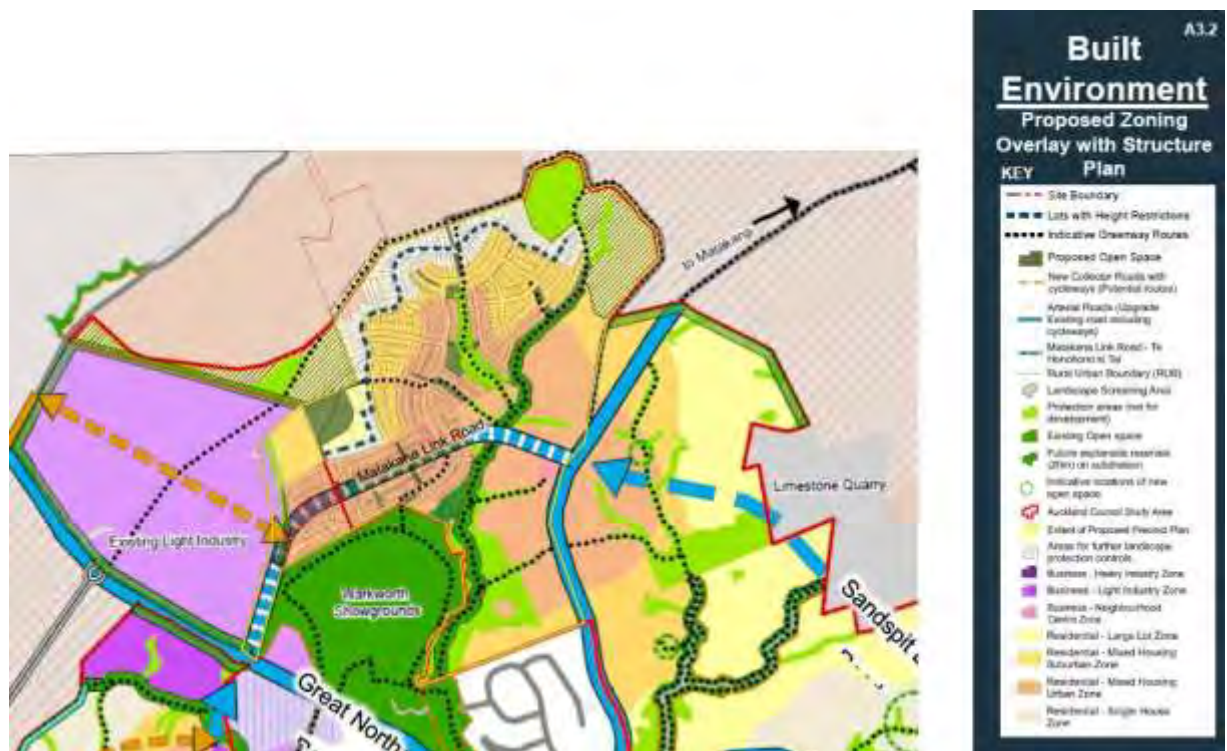 A3.2
Built
Environment
Proposed Zoning
Overlay with Structure
Plan
KEY
Site Boundary
Lots with Height Restrictions
Indicative Greenway Routes
Proposed Open Space
New Collector Roads with
cycleways (Potential routes)
Arterial Roads (Upgrade
Existing road including
cycleways)
Matakana Link Road - Te
Honohono ki Tai
Rural Urban Boundary (RUB)
Landscape Screening Area
Protection areas (not for
development)
Existing Open space
Future esplanade reserves
(20m) on subdivision
Indicative locations of new
open space
Auckland Council Study Area
Extent of Proposed Precinct Plan
Areas for further landscape
protection controls
Business - Heavy Industry Zone
Business - Light Industry Zone
Business - Neighbourhood
Centre Zone
Residential - Large Lot Zone
Residential - Mixed Housing
Suburban Zone
Residential - Mixed Housing
Urban Zone
Residential - Single House
Zone
to Matakana
Matakana Link Road
Limestone Quarry
Existing Light Industry
Warkworth
Showgrounds
Sandspit
Great North